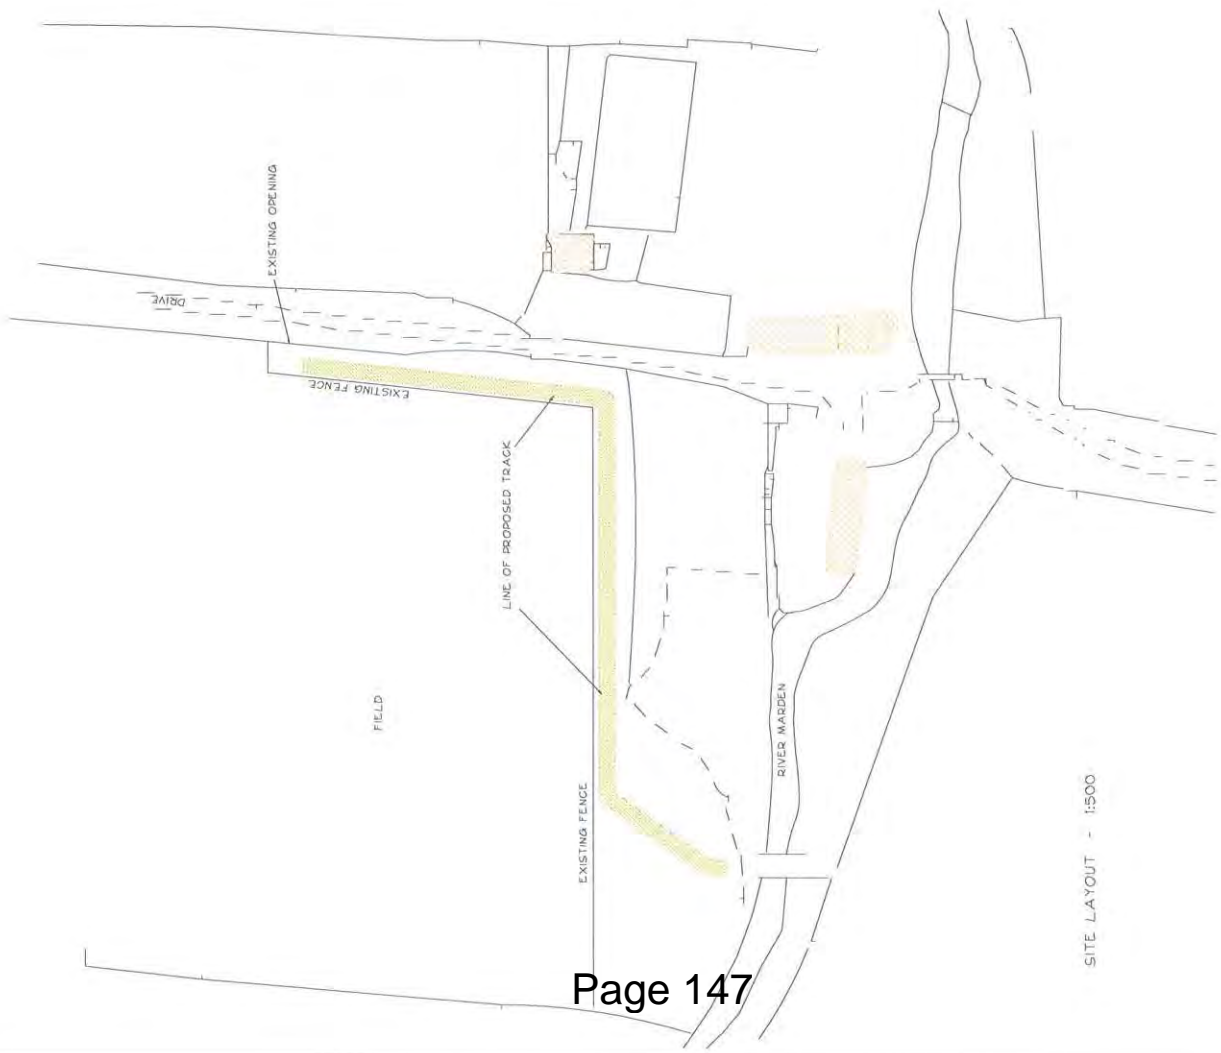 EXISTING OPENING
DRIVE
EXISTING FENCE
LINE OF PROPOSED TRACK
FIELD
EXISTING FENCE
RIVER MARDEN
SITE LAYOUT - 1:500
Page 147